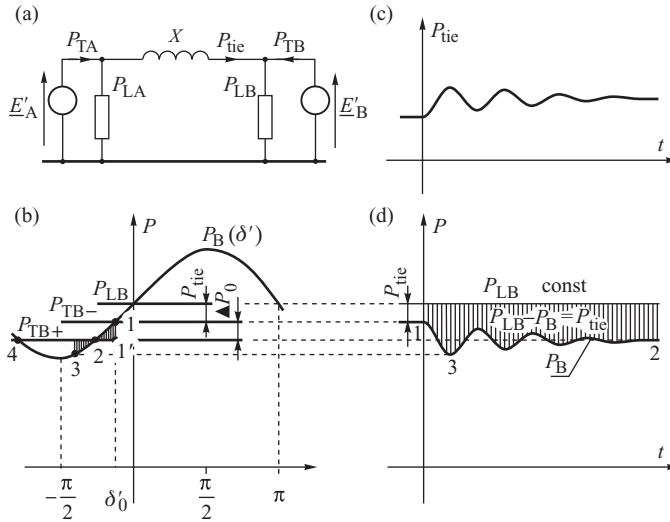 (a)
P_TA
X
P_tie
P_TB
P_LA
P_LB
E'_A
E'_B
(c)
P_tie
t
(b)
P
P_B(δ')
P_LB
P_tie
▲P_0
P_TB−
P_TB+
1
4
3
2
1'
−π/2
δ'_0
π/2
π
(d)
P
P_tie
P_LB const
P_LB−P_B = P_tie
1
3
P_B
2
t